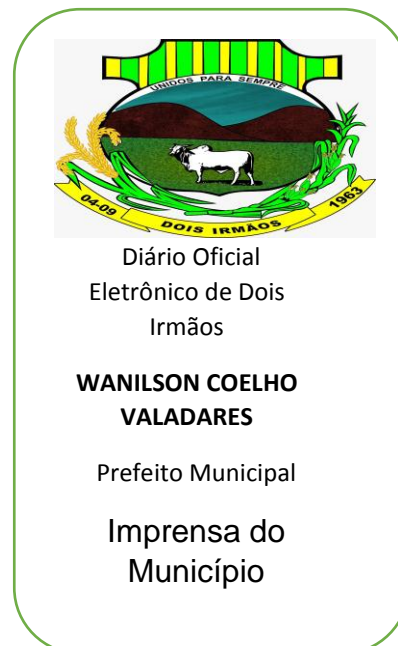 UNIDOS PARA SEMPRE
04-09
DOIS IRMÃOS
1963
Diário Oficial
Eletrônico de Dois
Irmãos
WANILSON COELHO
VALADARES
Prefeito Municipal
Imprensa do
Município